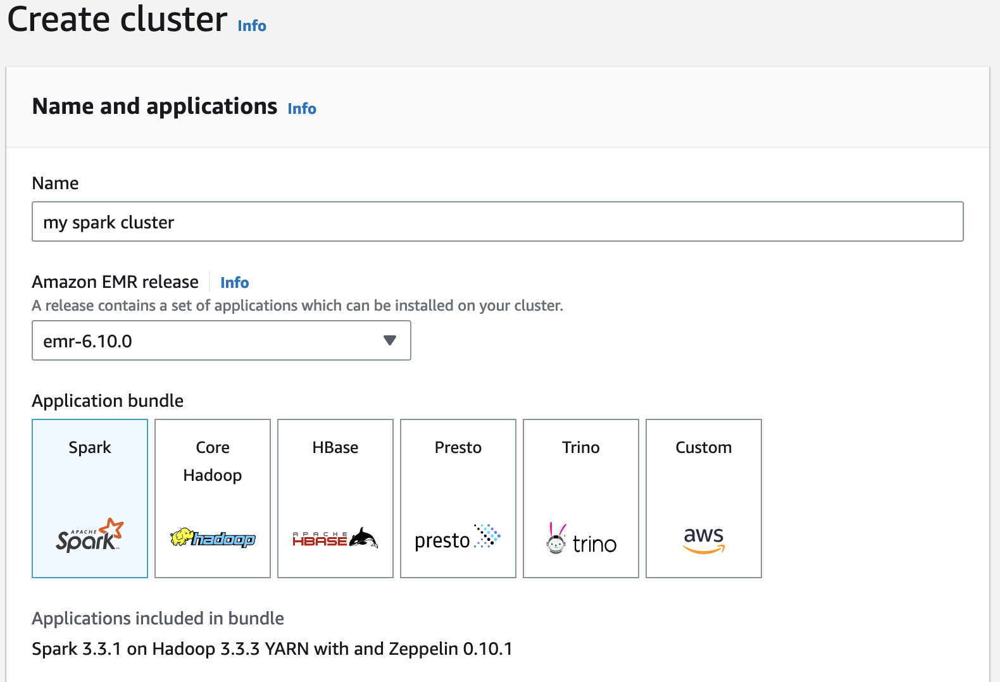 Create cluster Info
Name and applications Info
Name
my spark cluster
Amazon EMR release Info
A release contains a set of applications which can be installed on your cluster.
emr-6.10.0
Application bundle
Spark
Core
Hadoop
HBase
Presto
Trino
Custom
APACHE
Spark™
hadoop
APACHE
HBASE
presto
trino
aws
Applications included in bundle
Spark 3.3.1 on Hadoop 3.3.3 YARN with and Zeppelin 0.10.1